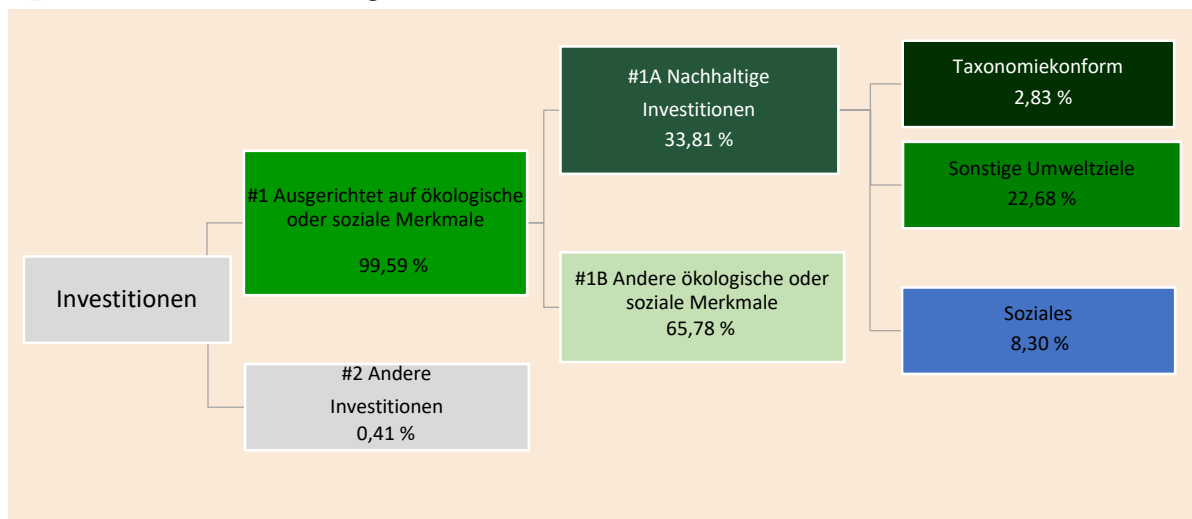 Investitionen
#1 Ausgerichtet auf ökologische
oder soziale Merkmale
99,59 %
#2 Andere
Investitionen
0,41 %
#1A Nachhaltige
Investitionen
33,81 %
#1B Andere ökologische oder
soziale Merkmale
65,78 %
Taxonomiekonform
2,83 %
Sonstige Umweltziele
22,68 %
Soziales
8,30 %